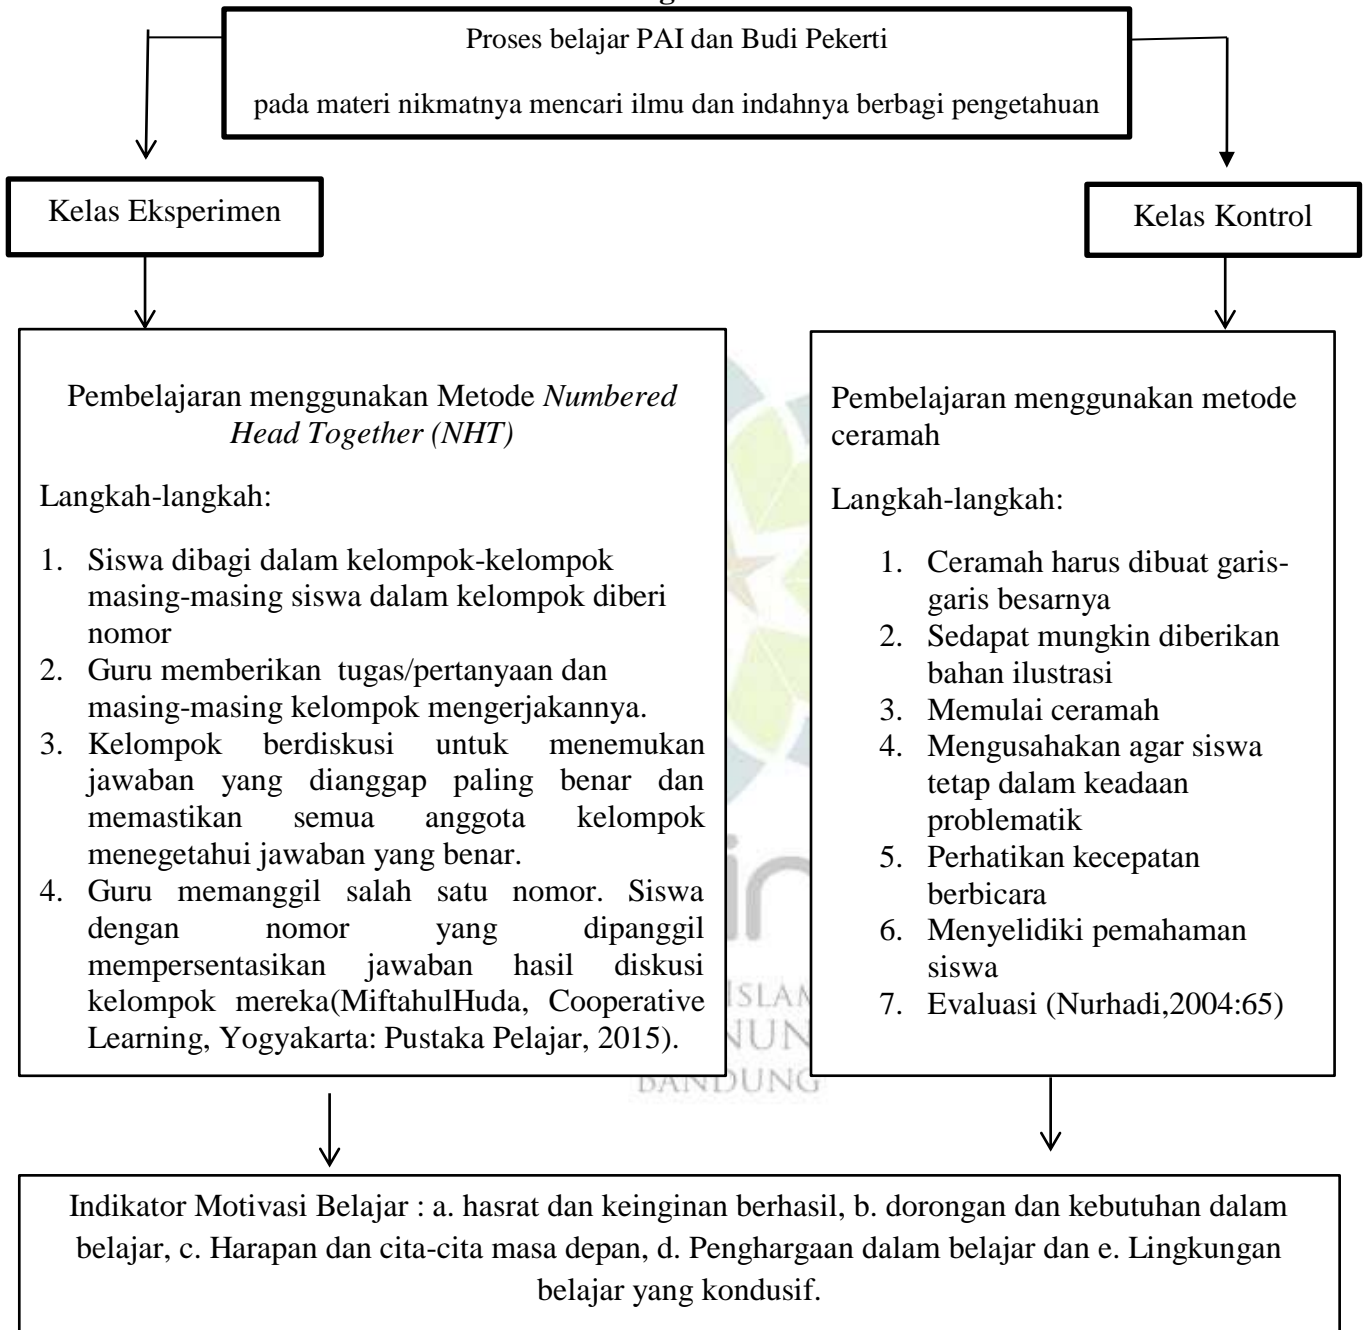 Proses belajar PAI dan Budi Pekerti
pada materi nikmatnya mencari ilmu dan indahnya berbagi pengetahuan
Kelas Eksperimen
Kelas Kontrol
Pembelajaran menggunakan Metode Numbered
Head Together (NHT)
Langkah-langkah:
1. Siswa dibagi dalam kelompok-kelompok
masing-masing siswa dalam kelompok diberi
nomor
2. Guru memberikan tugas/pertanyaan dan
masing-masing kelompok mengerjakannya.
3. Kelompok berdiskusi untuk menemukan
jawaban yang dianggap paling benar dan
memastikan semua anggota kelompok
menegetahui jawaban yang benar.
4. Guru memanggil salah satu nomor. Siswa
dengan nomor yang dipanggil
mempersentasikan jawaban hasil diskusi
kelompok mereka(MiftahulHuda, Cooperative
Learning, Yogyakarta: Pustaka Pelajar, 2015).
Pembelajaran menggunakan metode
ceramah
Langkah-langkah:
1. Ceramah harus dibuat garis-
garis besarnya
2. Sedapat mungkin diberikan
bahan ilustrasi
3. Memulai ceramah
4. Mengusahakan agar siswa
tetap dalam keadaan
problematik
5. Perhatikan kecepatan
berbicara
6. Menyelidiki pemahaman
siswa
7. Evaluasi (Nurhadi,2004:65)
BANDUNG
Indikator Motivasi Belajar : a. hasrat dan keinginan berhasil, b. dorongan dan kebutuhan dalam
belajar, c. Harapan dan cita-cita masa depan, d. Penghargaan dalam belajar dan e. Lingkungan
belajar yang kondusif.